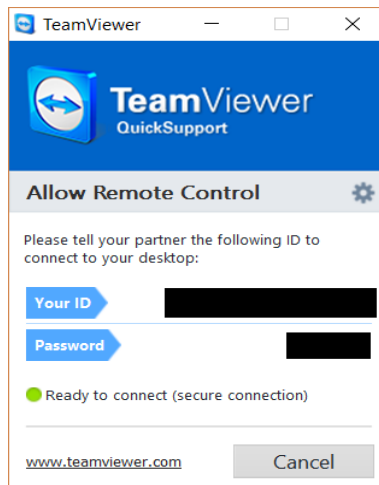 TeamViewer
TeamViewer
QuickSupport
Allow Remote Control
Please tell your partner the following ID to
connect to your desktop:
Your ID
Password
Ready to connect (secure connection)
www.teamviewer.com
Cancel